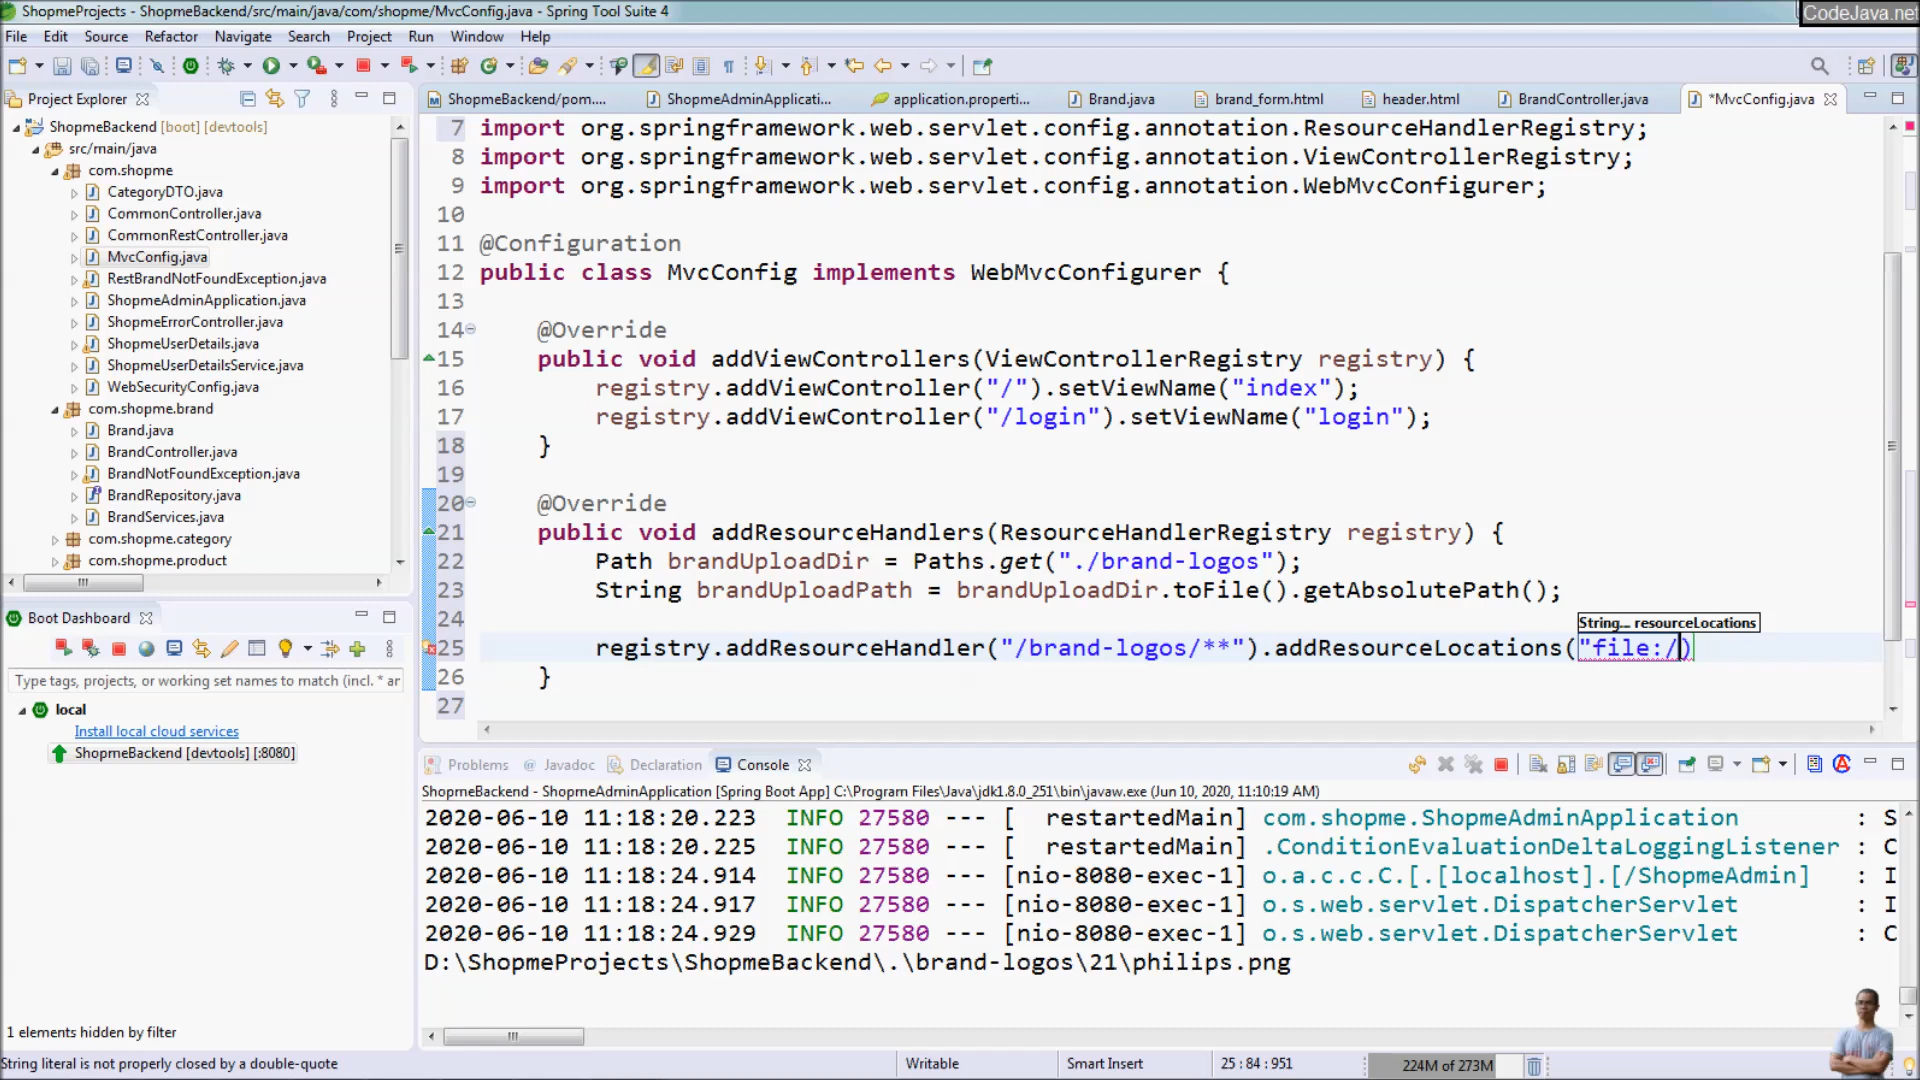 ShopmeProjects - ShopmeBackend/src/main/java/com/shopme/MvcConfig.java - Spring Tool Suite 4
CodeJava.net
File Edit Source Refactor Navigate Search Project Run Window Help
Project Explorer
ShopmeBackend/pom.... ShopmeAdminApplicati... application.properti... Brand.java brand_form.html header.html BrandController.java *MvcConfig.java
ShopmeBackend [boot] [devtools]
src/main/java
com.shopme
CategoryDTO.java
CommonController.java
CommonRestController.java
MvcConfig.java
RestBrandNotFoundException.java
ShopmeAdminApplication.java
ShopmeErrorController.java
ShopmeUserDetails.java
ShopmeUserDetailsService.java
WebSecurityConfig.java
com.shopme.brand
Brand.java
BrandController.java
BrandNotFoundException.java
BrandRepository.java
BrandServices.java
com.shopme.category
com.shopme.product
7 import org.springframework.web.servlet.config.annotation.ResourceHandlerRegistry;
8 import org.springframework.web.servlet.config.annotation.ViewControllerRegistry;
9 import org.springframework.web.servlet.config.annotation.WebMvcConfigurer;
10
11 @Configuration
12 public class MvcConfig implements WebMvcConfigurer {
13
14 @Override
15 public void addViewControllers(ViewControllerRegistry registry) {
16 registry.addViewController("/").setViewName("index");
17 registry.addViewController("/login").setViewName("login");
18 }
19
20 @Override
21 public void addResourceHandlers(ResourceHandlerRegistry registry) {
22 Path brandUploadDir = Paths.get("./brand-logos");
23 String brandUploadPath = brandUploadDir.toFile().getAbsolutePath();
24
String... resourceLocations
25 registry.addResourceHandler("/brand-logos/**").addResourceLocations("file:/)
26 }
27
Boot Dashboard
Type tags, projects, or working set names to match (incl. * ar
local
Install local cloud services
ShopmeBackend [devtools] [:8080]
1 elements hidden by filter
Problems @ Javadoc Declaration Console
ShopmeBackend - ShopmeAdminApplication [Spring Boot App] C:\Program Files\Java\jdk1.8.0_251\bin\javaw.exe (Jun 10, 2020, 11:10:19 AM)
2020-06-10 11:18:20.223 INFO 27580 --- [ restartedMain] com.shopme.ShopmeAdminApplication : S
2020-06-10 11:18:20.225 INFO 27580 --- [ restartedMain] .ConditionEvaluationDeltaLoggingListener : C
2020-06-10 11:18:24.914 INFO 27580 --- [nio-8080-exec-1] o.a.c.c.C.[.[localhost].[/ShopmeAdmin] : I
2020-06-10 11:18:24.917 INFO 27580 --- [nio-8080-exec-1] o.s.web.servlet.DispatcherServlet : I
2020-06-10 11:18:24.929 INFO 27580 --- [nio-8080-exec-1] o.s.web.servlet.DispatcherServlet : C
D:\ShopmeProjects\ShopmeBackend\.\brand-logos\21\philips.png
String literal is not properly closed by a double-quote Writable Smart Insert 25 : 84 : 951 224M of 273M